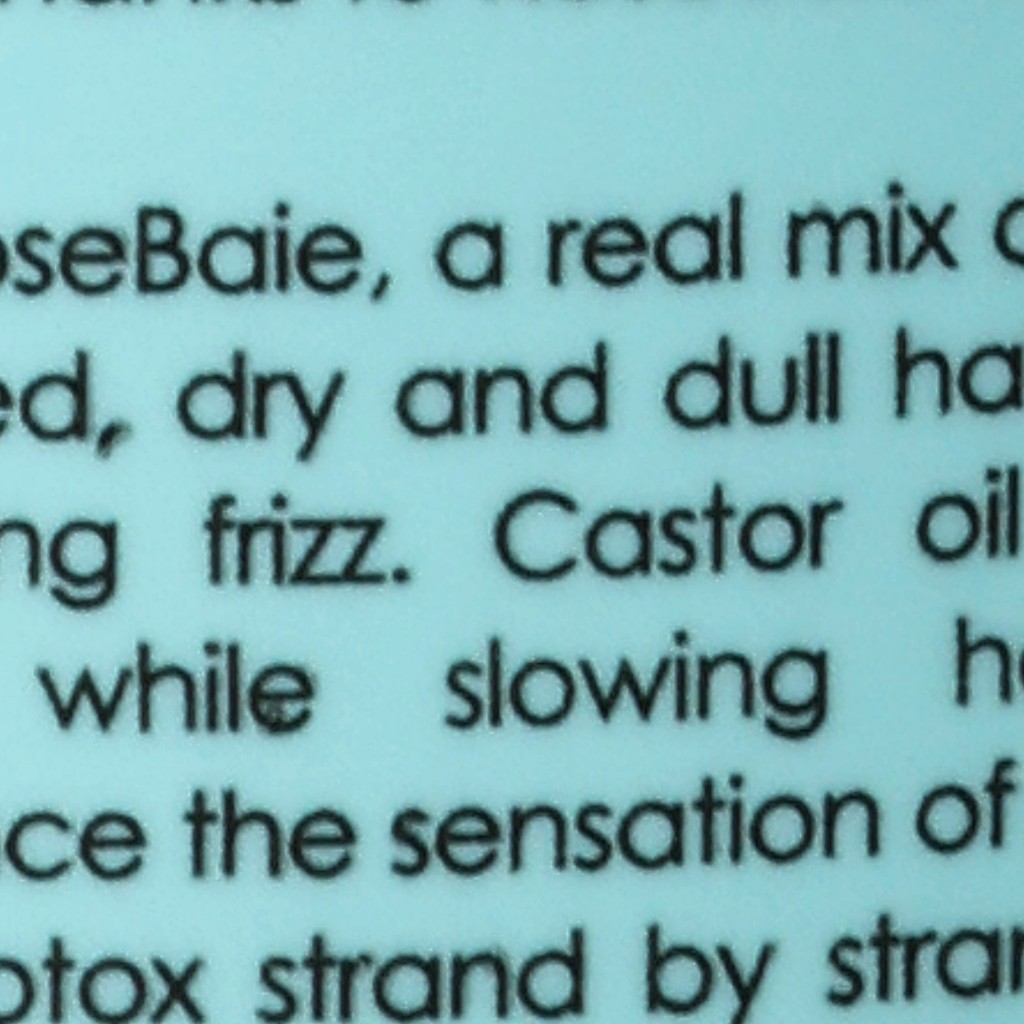 oseBaie, a real mix
ed, dry and dull ha
ng frizz. Castor oil
while slowing h
ce the sensation of
otox strand by stran